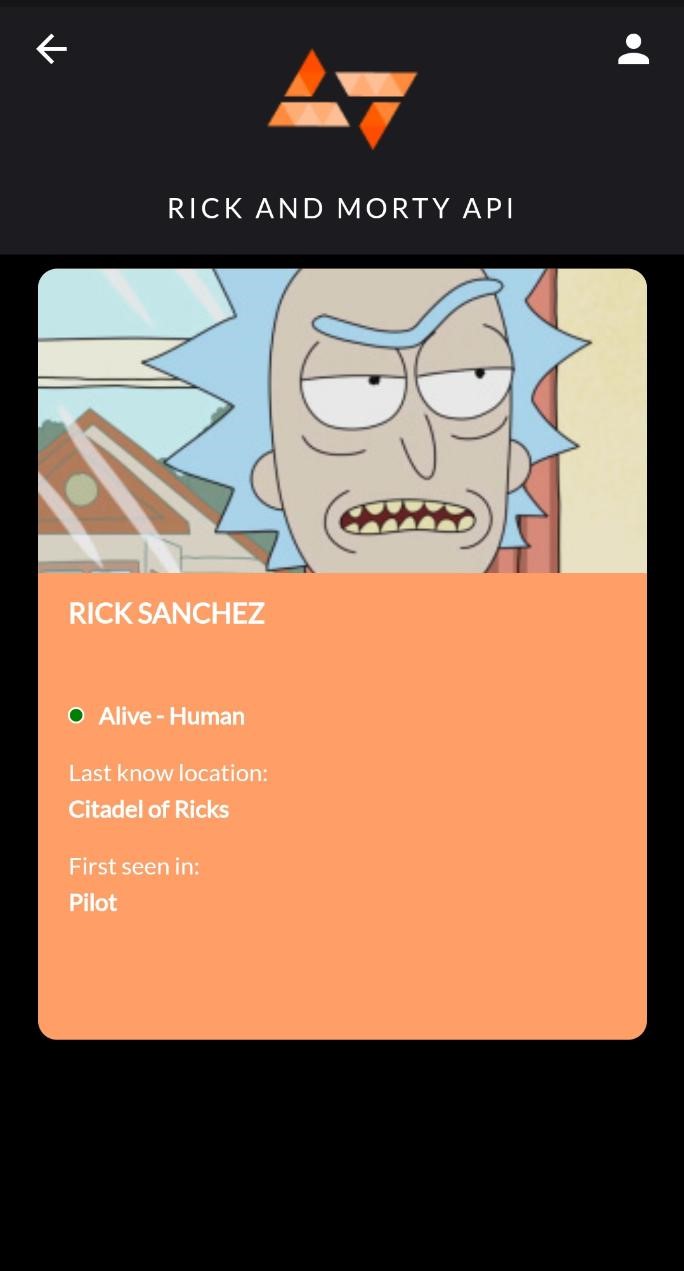 RICK AND MORTY API
RICK SANCHEZ
Alive - Human
Last know location:
Citadel of Ricks
First seen in:
Pilot